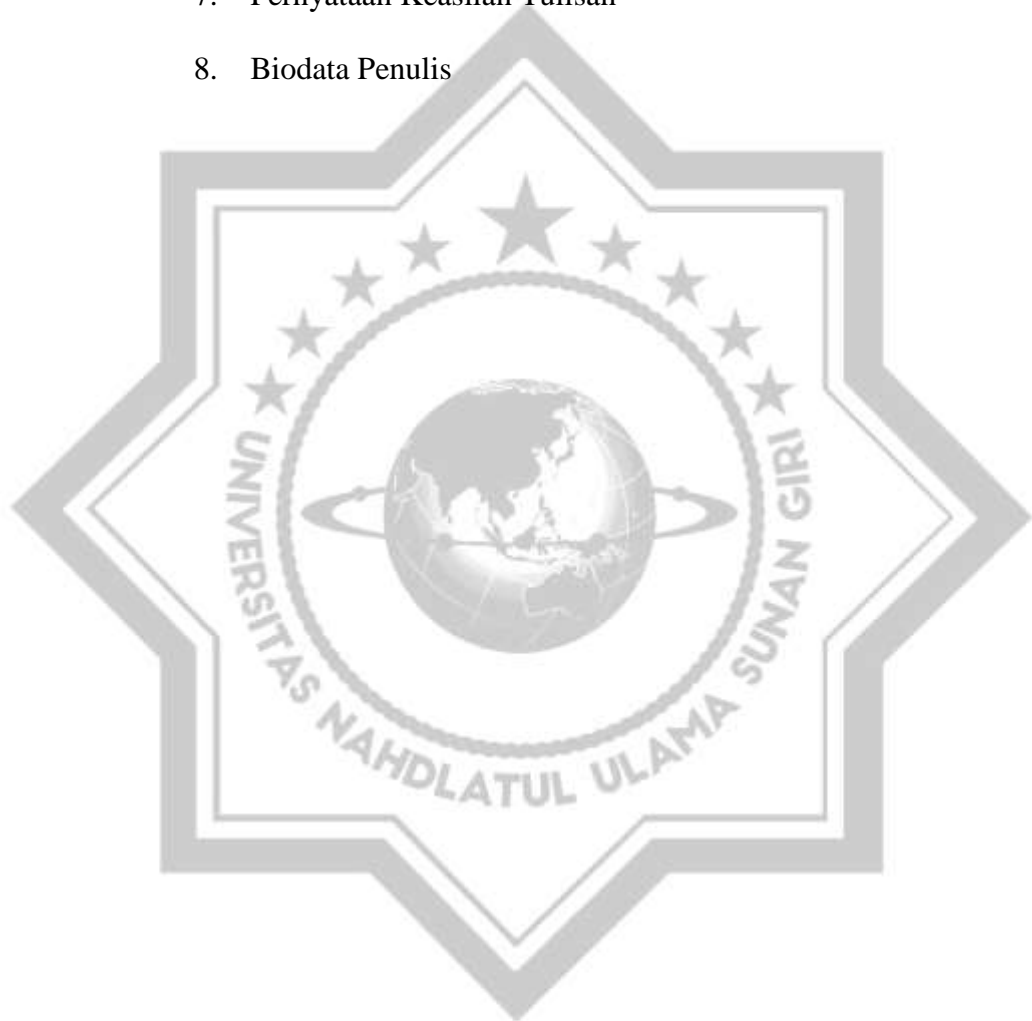 7. Pernyataan Keaslian Tulisan
8. Biodata Penulis
UNIVERSITAS NAHDLATUL ULAMA SUNAN GIRI